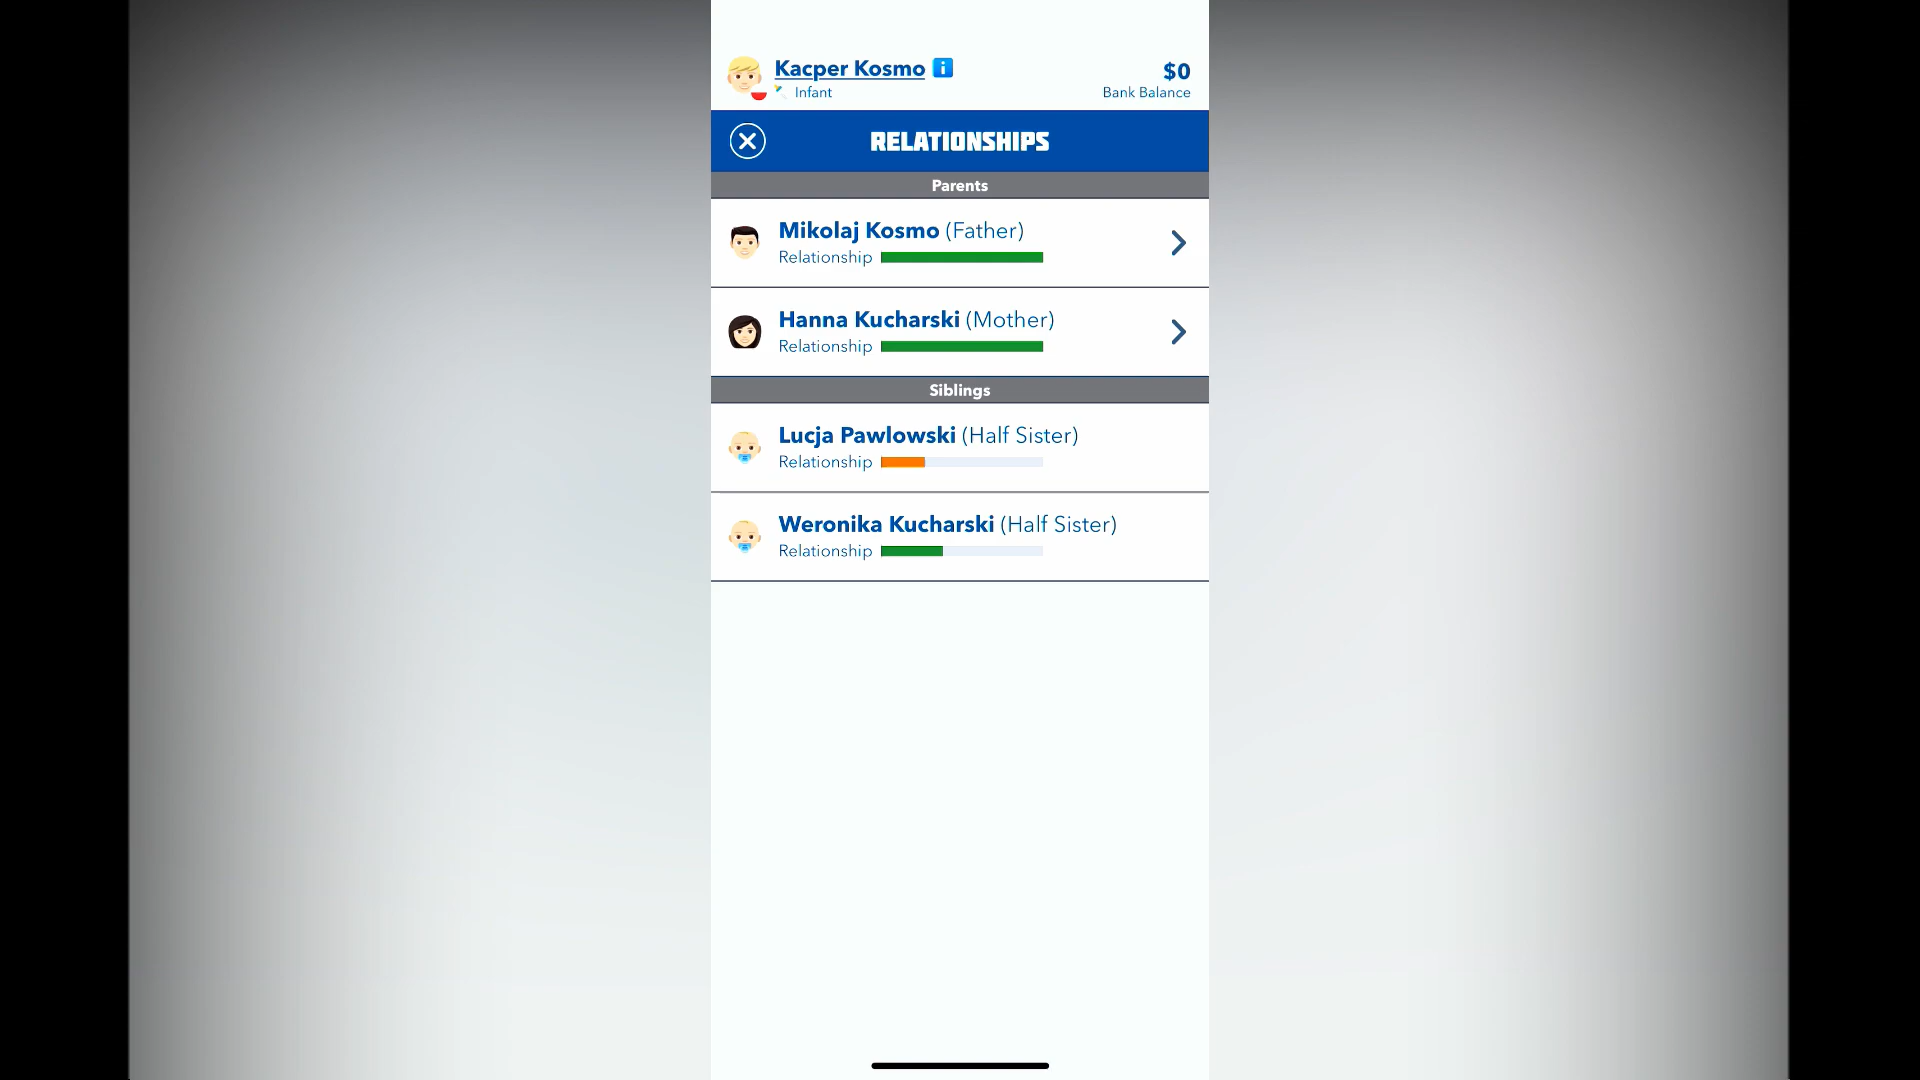 Kacper Kosmo
$0
Infant
Bank Balance
RELATIONSHIPS
Parents
Mikolaj Kosmo (Father)
Relationship
Hanna Kucharski (Mother)
Relationship
Siblings
Lucja Pawlowski (Half Sister)
Relationship
Weronika Kucharski (Half Sister)
Relationship